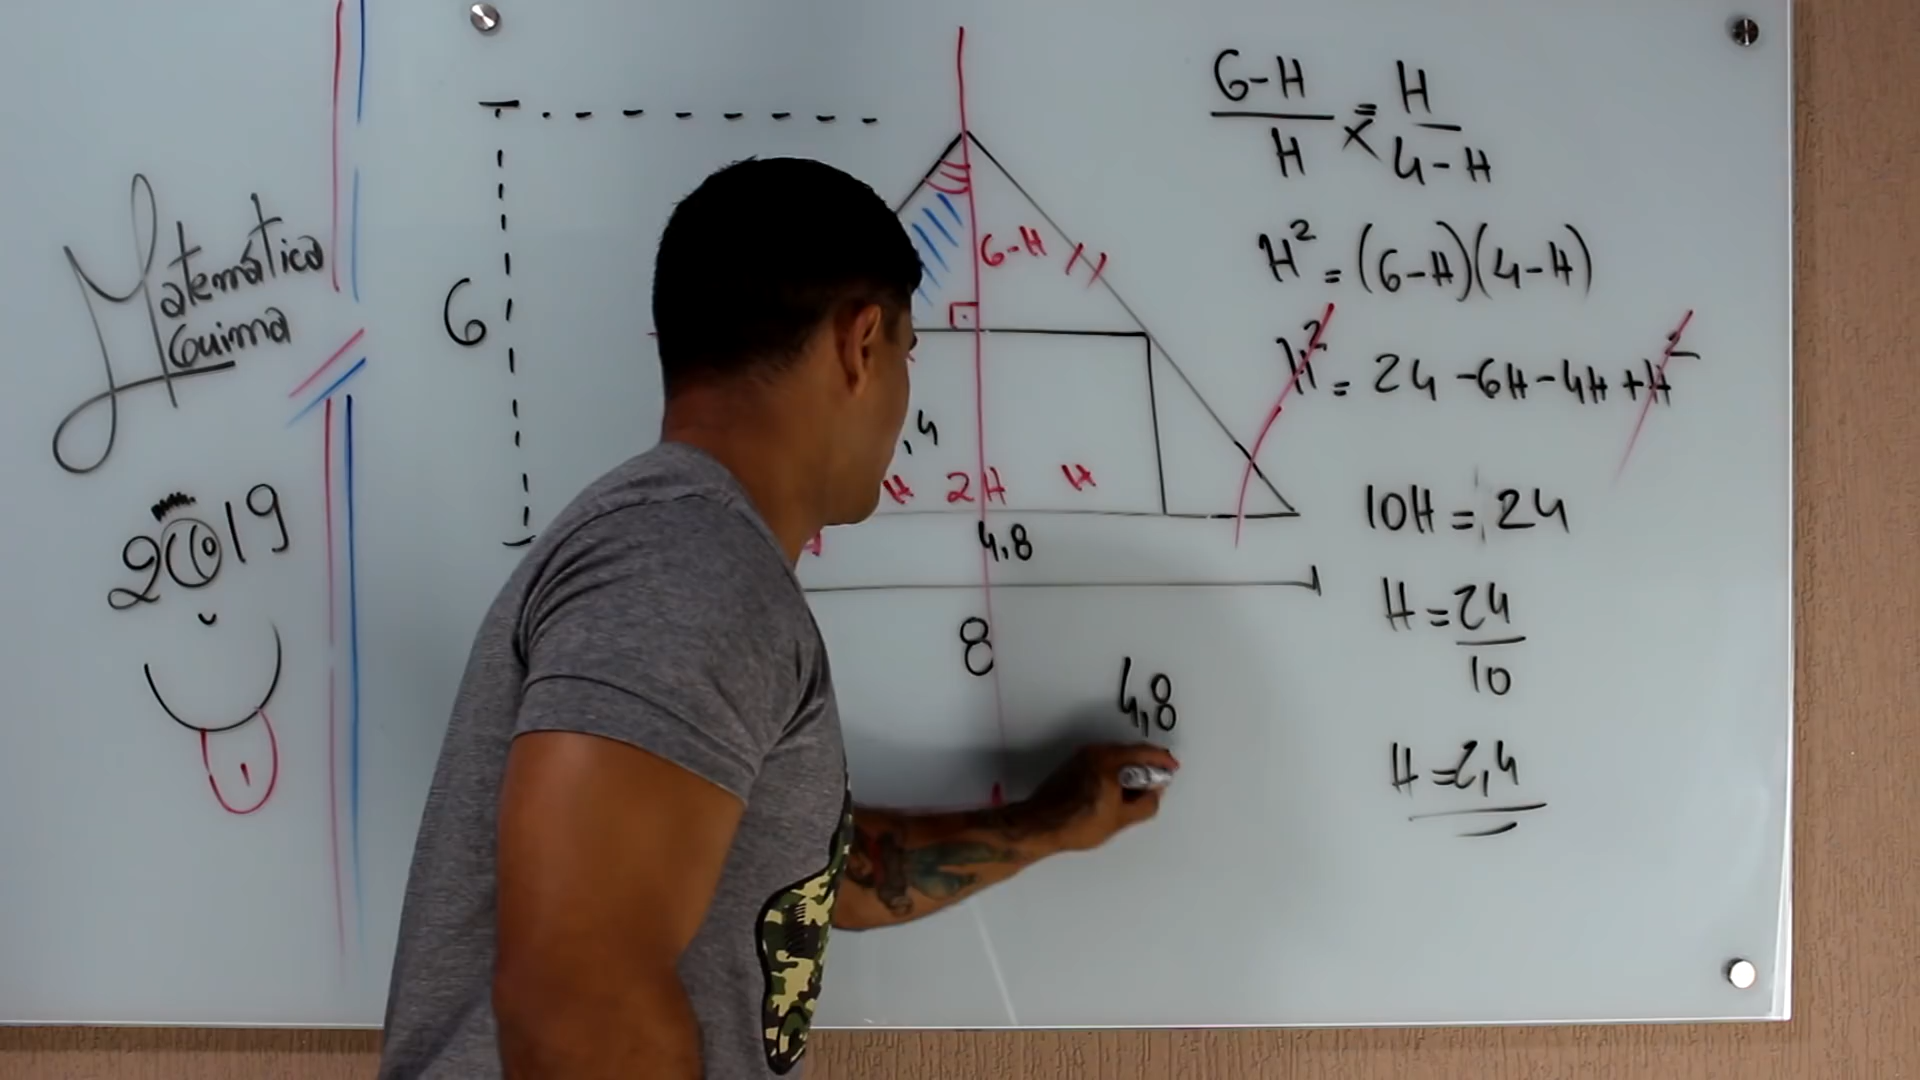 Matemática
Guima
2019
6
6-H
,4
H 2H H
4,8
8
4,8
6-H/H = H/4-H
H² = (6-H)(4-H)
H² = 24 -6H-4H+H²
10H = 24
H = 24/10
H = 2,4